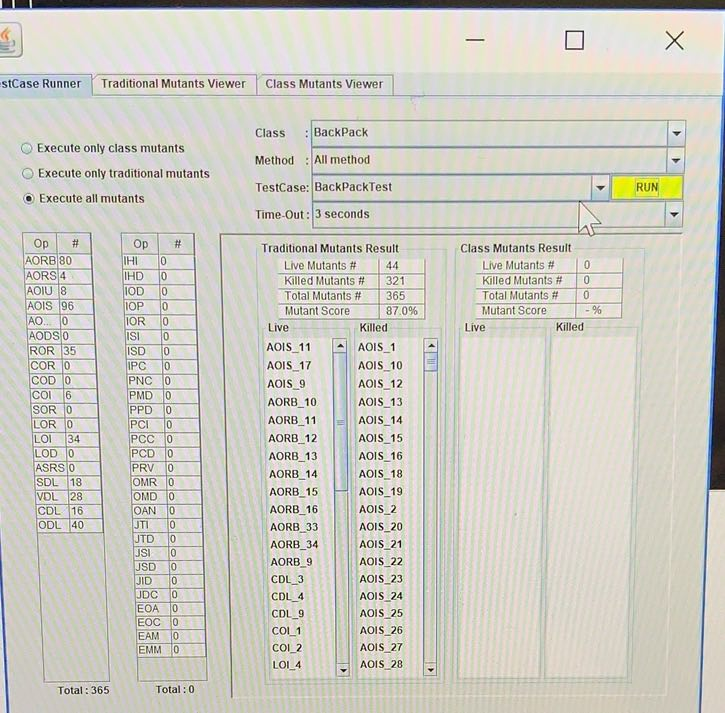 estCase Runner Traditional Mutants Viewer Class Mutants Viewer
Class : BackPack
Execute only class mutants
Method : All method
Execute only traditional mutants
TestCase: BackPackTest RUN
Execute all mutants
Time-Out : 3 seconds
Op #
AORB 80
AORS 4
AOIU 8
AOIS 96
AO... 0
AODS 0
ROR 35
COR 0
COD 0
COI 6
SOR 0
LOR 0
LOI 34
LOD 0
ASRS 0
SDL 18
VDL 28
CDL 16
ODL 40
Total : 365
Op #
IHI 0
IHD 0
IOD 0
IOP 0
IOR 0
ISI 0
ISD 0
IPC 0
PNC 0
PMD 0
PPD 0
PCI 0
PCC 0
PCD 0
PRV 0
OMR 0
OMD 0
OAN 0
JTI 0
JTD 0
JSI 0
JSD 0
JID 0
JDC 0
EOA 0
EOC 0
EAM 0
EMM 0
Total : 0
Traditional Mutants Result
Live Mutants # 44
Killed Mutants # 321
Total Mutants # 365
Mutant Score 87.0%
Live
AOIS_11
AOIS_17
AOIS_9
AORB_10
AORB_11
AORB_12
AORB_13
AORB_14
AORB_15
AORB_16
AORB_33
AORB_34
AORB_9
CDL_3
CDL_4
CDL_9
COI_1
COI_2
LOI_4
Killed
AOIS_1
AOIS_10
AOIS_12
AOIS_13
AOIS_14
AOIS_15
AOIS_16
AOIS_18
AOIS_19
AOIS_2
AOIS_20
AOIS_21
AOIS_22
AOIS_23
AOIS_24
AOIS_25
AOIS_26
AOIS_27
AOIS_28
Class Mutants Result
Live Mutants # 0
Killed Mutants # 0
Total Mutants # 0
Mutant Score - %
Live
Killed